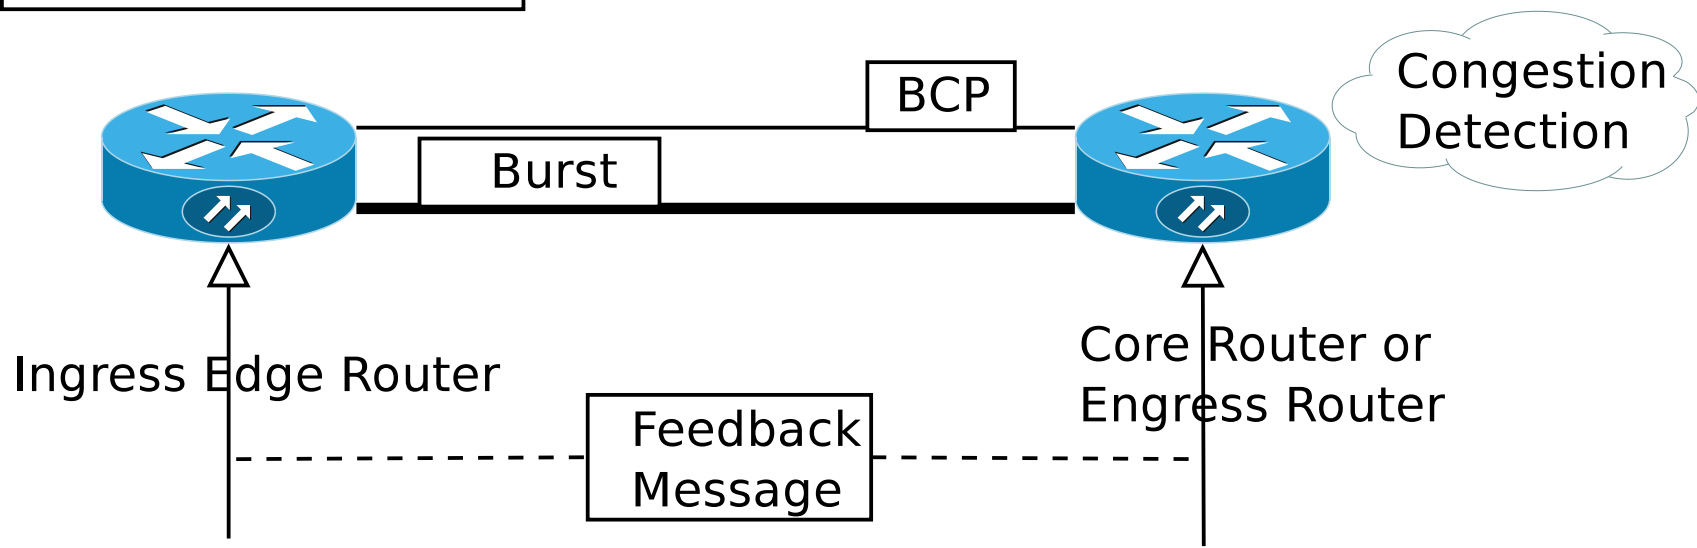 Congestion
Detection
BCP
Burst
Ingress Edge Router
Core Router or
Engress Router
Feedback
Message